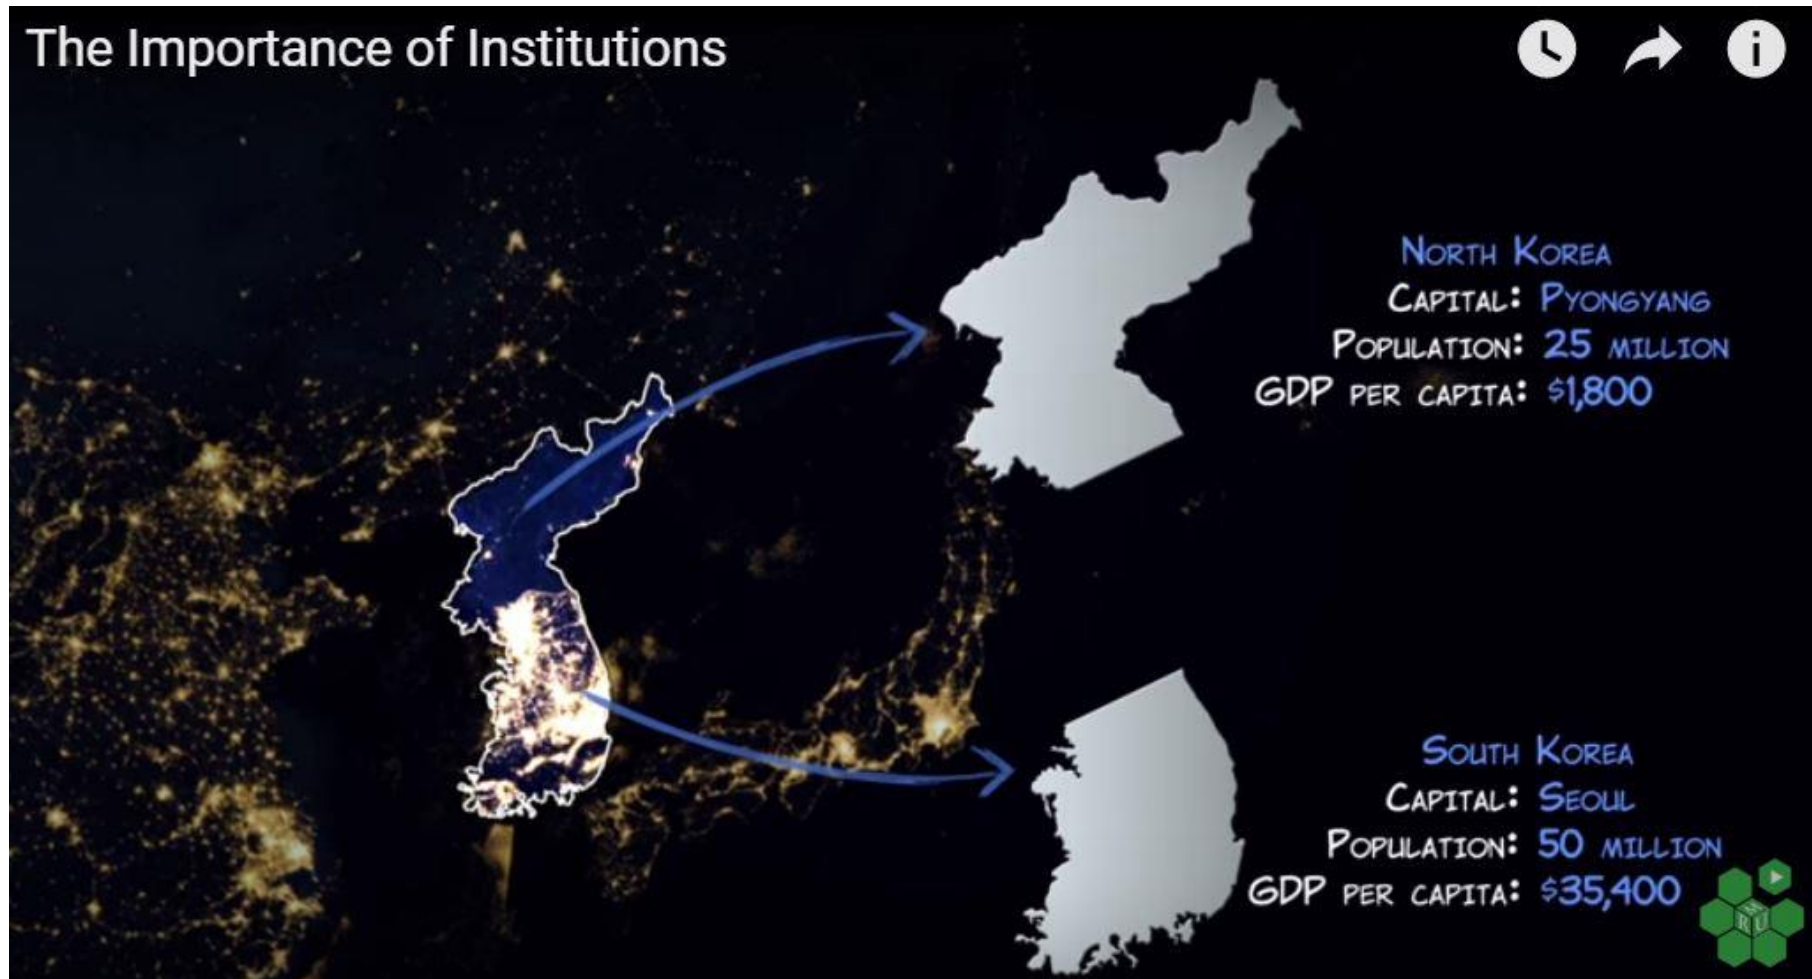 The Importance of Institutions
North Korea
Capital: Pyongyang
Population: 25 million
GDP per capita: $1,800
South Korea
Capital: Seoul
Population: 50 million
GDP per capita: $35,400